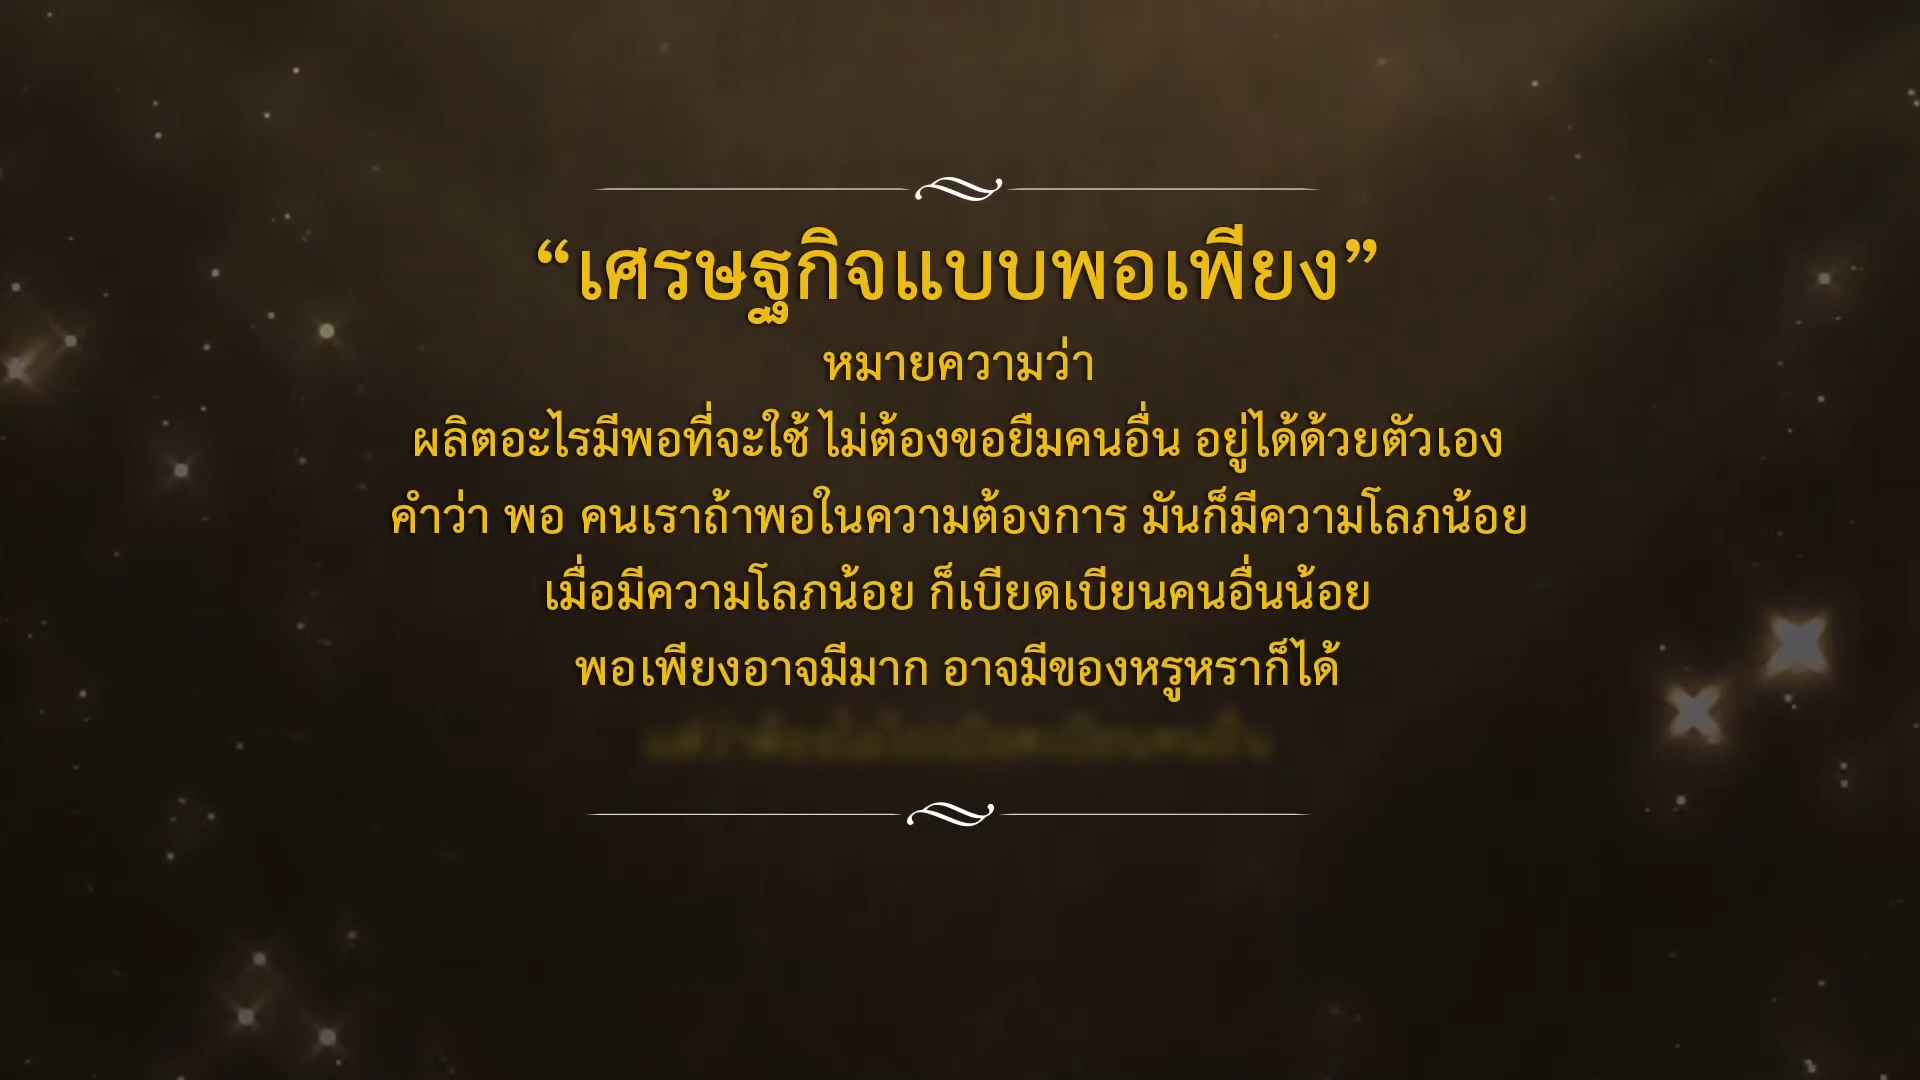 “เศรษฐกิจแบบพอเพียง”
หมายความว่า
ผลิตอะไรมีพอที่จะใช้ ไม่ต้องขอยืมคนอื่น อยู่ได้ด้วยตัวเอง
คำว่า พอ คนเราถ้าพอในความต้องการ มันก็มีความโลภน้อย
เมื่อมีความโลภน้อย ก็เบียดเบียนคนอื่นน้อย
พอเพียงอาจมีมาก อาจมีของหรูหราก็ได้